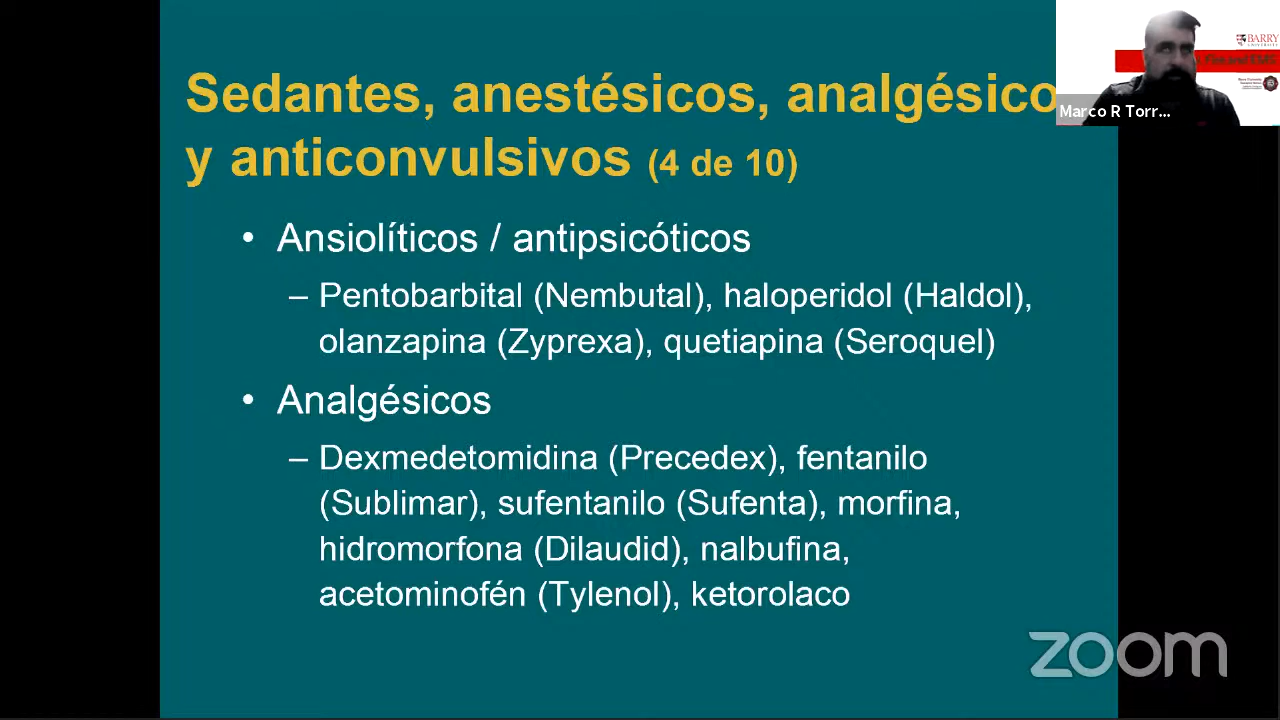 Sedantes, anestésicos, analgésico
y anticonvulsivos (4 de 10)
• Ansiolíticos / antipsicóticos
– Pentobarbital (Nembutal), haloperidol (Haldol),
olanzapina (Zyprexa), quetiapina (Seroquel)
• Analgésicos
– Dexmedetomidina (Precedex), fentanilo
(Sublimar), sufentanilo (Sufenta), morfina,
hidromorfona (Dilaudid), nalbufina,
acetominofén (Tylenol), ketorolaco
BARRY
UNIVERSITY
Marco R Torr...
zoom